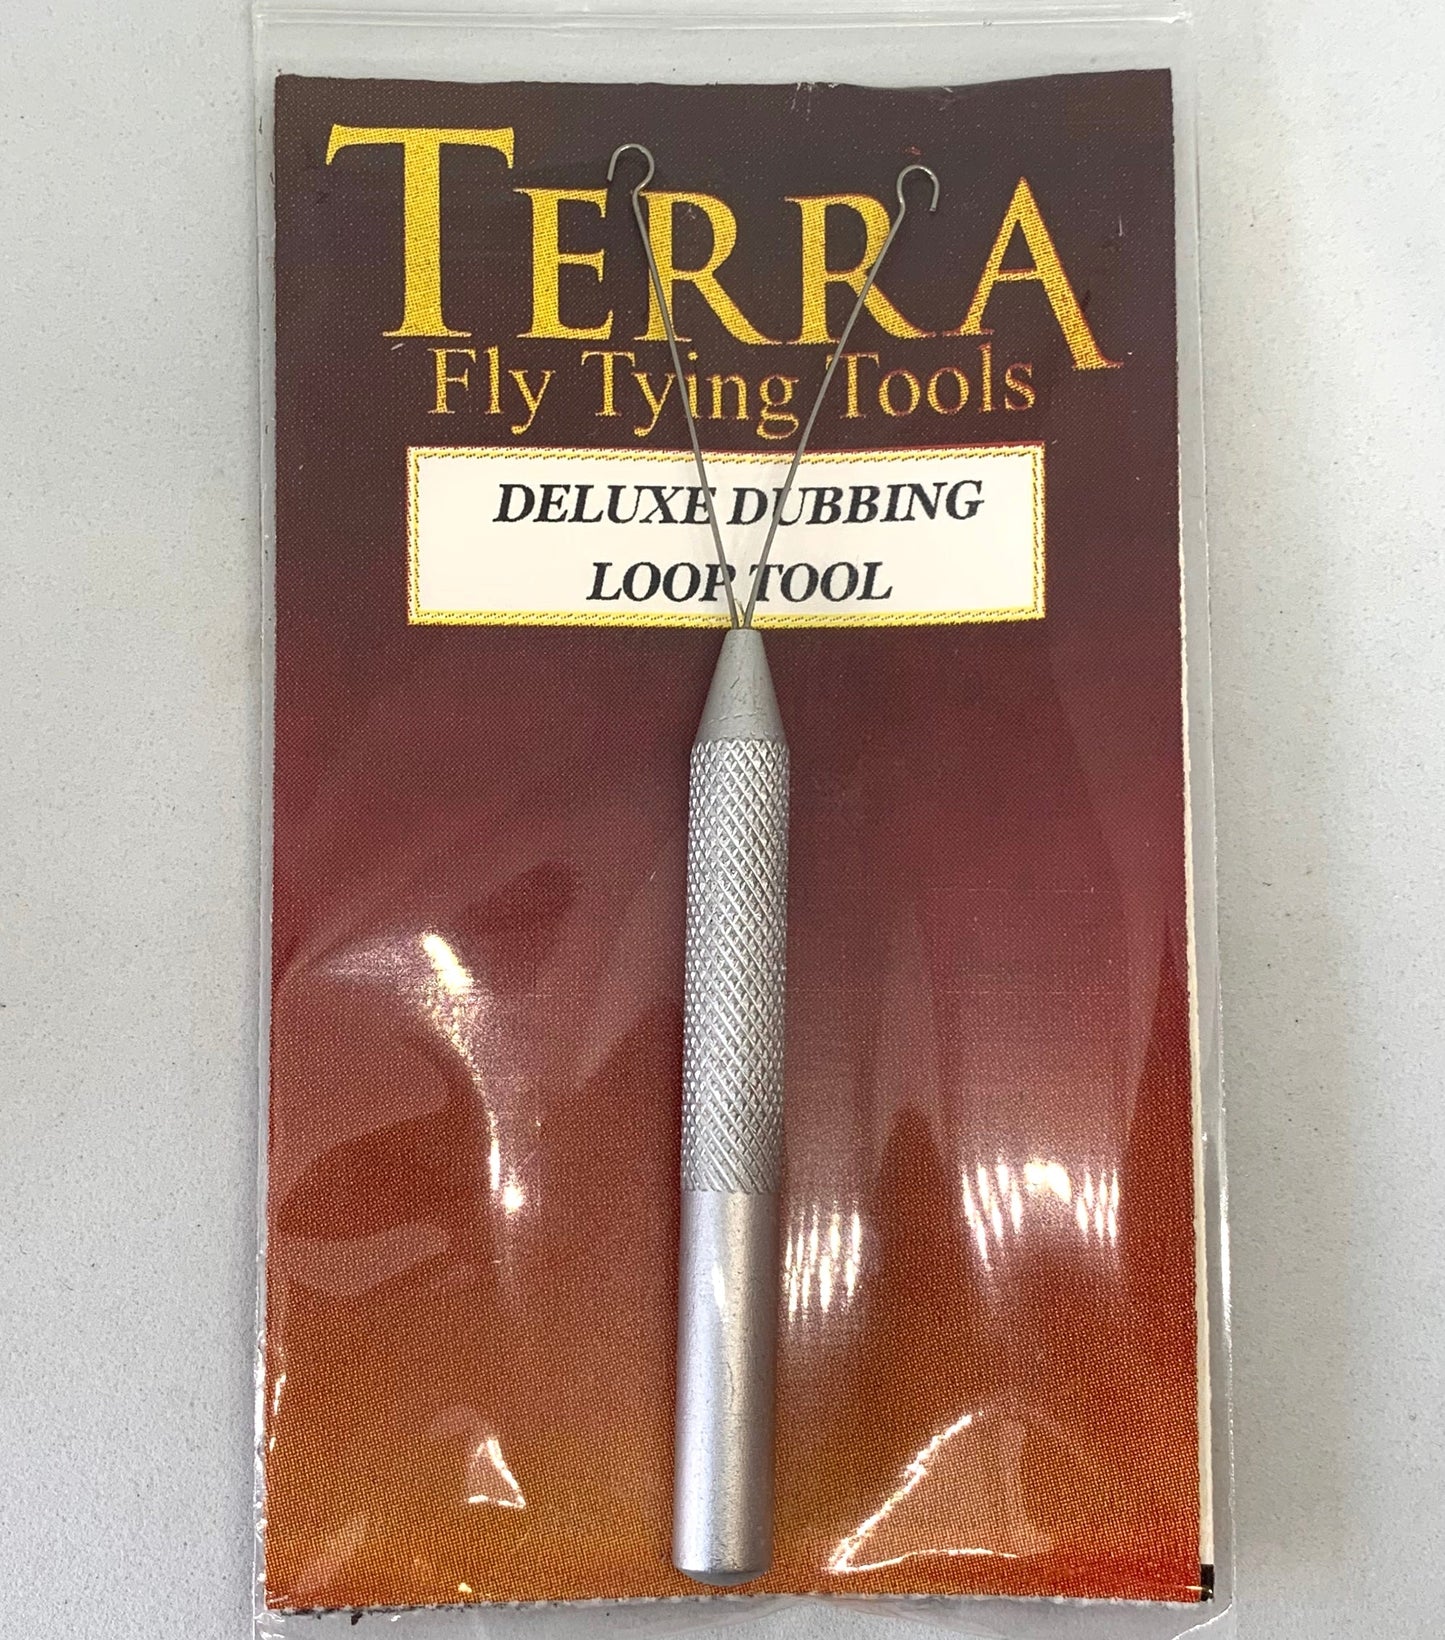 TERRA
Fly Tying Tools
DELUXE DUBBING
LOOP TOOL